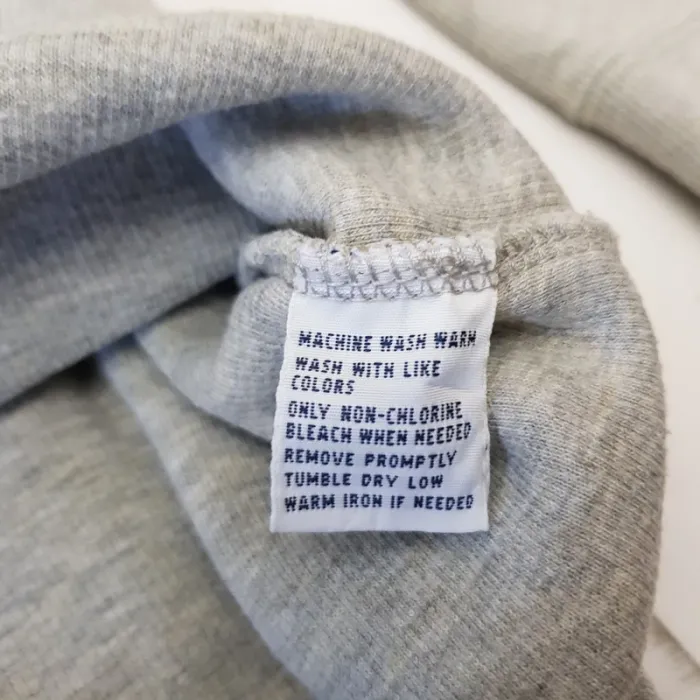 MACHINE WASH WARM
WASH WITH LIKE
COLORS
ONLY NON-CHLORINE
BLEACH WHEN NEEDED
REMOVE PROMPTLY
TUMBLE DRY LOW
WARM IRON IF NEEDED